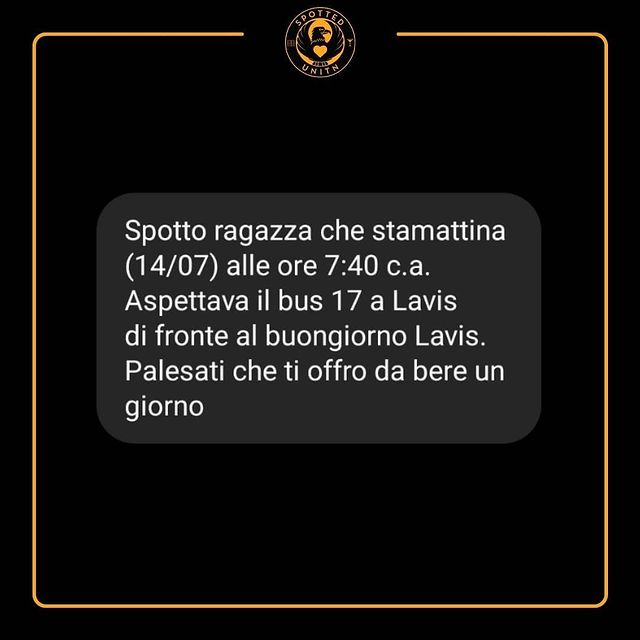 SPOTTED
UNITN
Spotto ragazza che stamattina
(14/07) alle ore 7:40 c.a.
Aspettava il bus 17 a Lavis
di fronte al buongiorno Lavis.
Palesati che ti offro da bere un
giorno